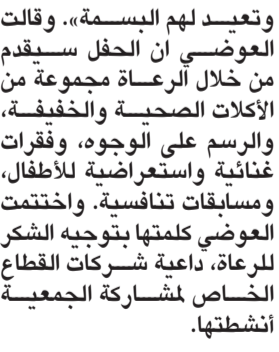 وتعيد لهم البسمة». وقالت
العوضي ان الحفل سيقدم
من خلال الرعاة مجموعة من
الأكلات الصحية والخفيفة،
والرسم على الوجوه، وفقرات
غنائية واستعراضية للأطفال،
ومسابقات تنافسية. واختتمت
العوضي كلمتها بتوجيه الشكر
للرعاة، داعية شركات القطاع
الخاص لمشاركة الجمعية
أنشطتها.